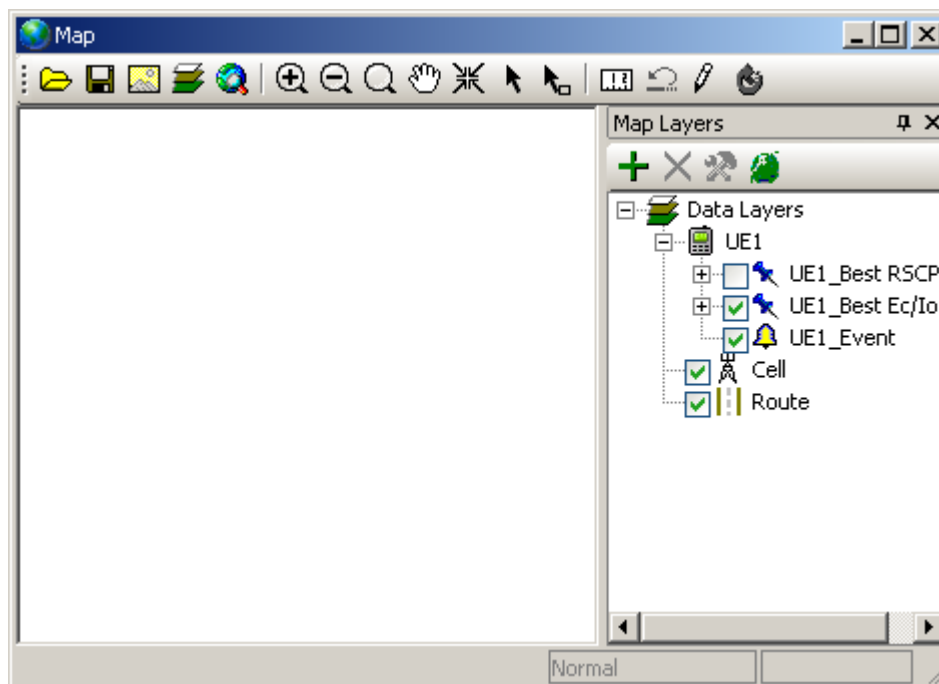 Map
Map Layers
Data Layers
UE1
UE1_Best RSCP
UE1_Best Ec/Io
UE1_Event
Cell
Route
Normal